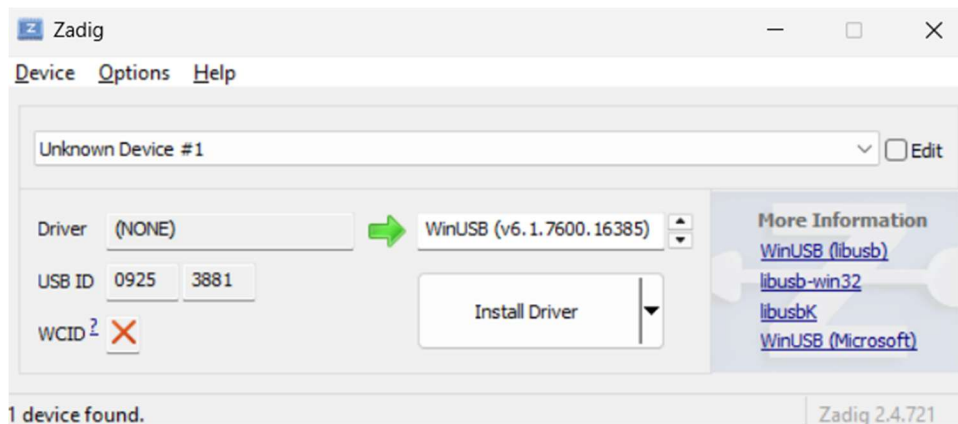 Zadig
Device Options Help
Unknown Device #1
Edit
Driver (NONE) WinUSB (v6.1.7600.16385)
USB ID 0925 3881
WCID ?
Install Driver
More Information
WinUSB (libusb)
libusb-win32
libusbK
WinUSB (Microsoft)
1 device found.
Zadig 2.4.721